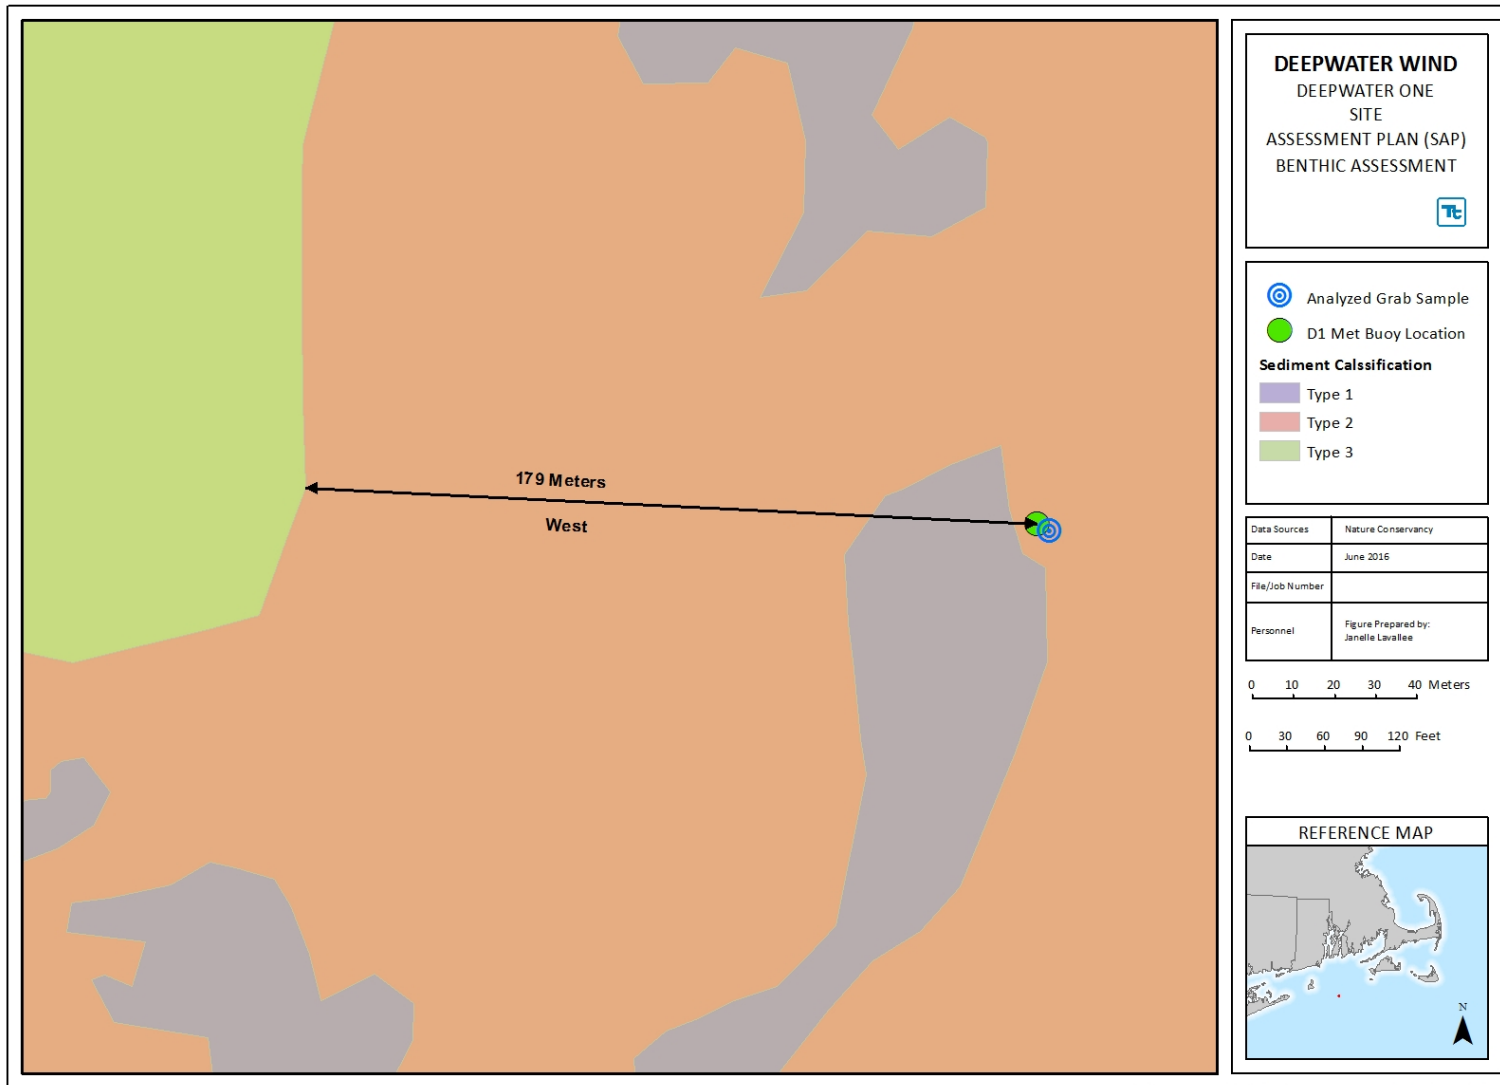 179 Meters
West
DEEPWATER WIND
DEEPWATER ONE
SITE
ASSESSMENT PLAN (SAP)
BENTHIC ASSESSMENT
Tt
Analyzed Grab Sample
D1 Met Buoy Location
Sediment Calssification
Type 1
Type 2
Type 3
Data Sources Nature Conservancy
Date June 2016
File/Job Number
Personnel Figure Prepared by:
Janelle Lavallee
0 10 20 30 40 Meters
0 30 60 90 120 Feet
REFERENCE MAP
N